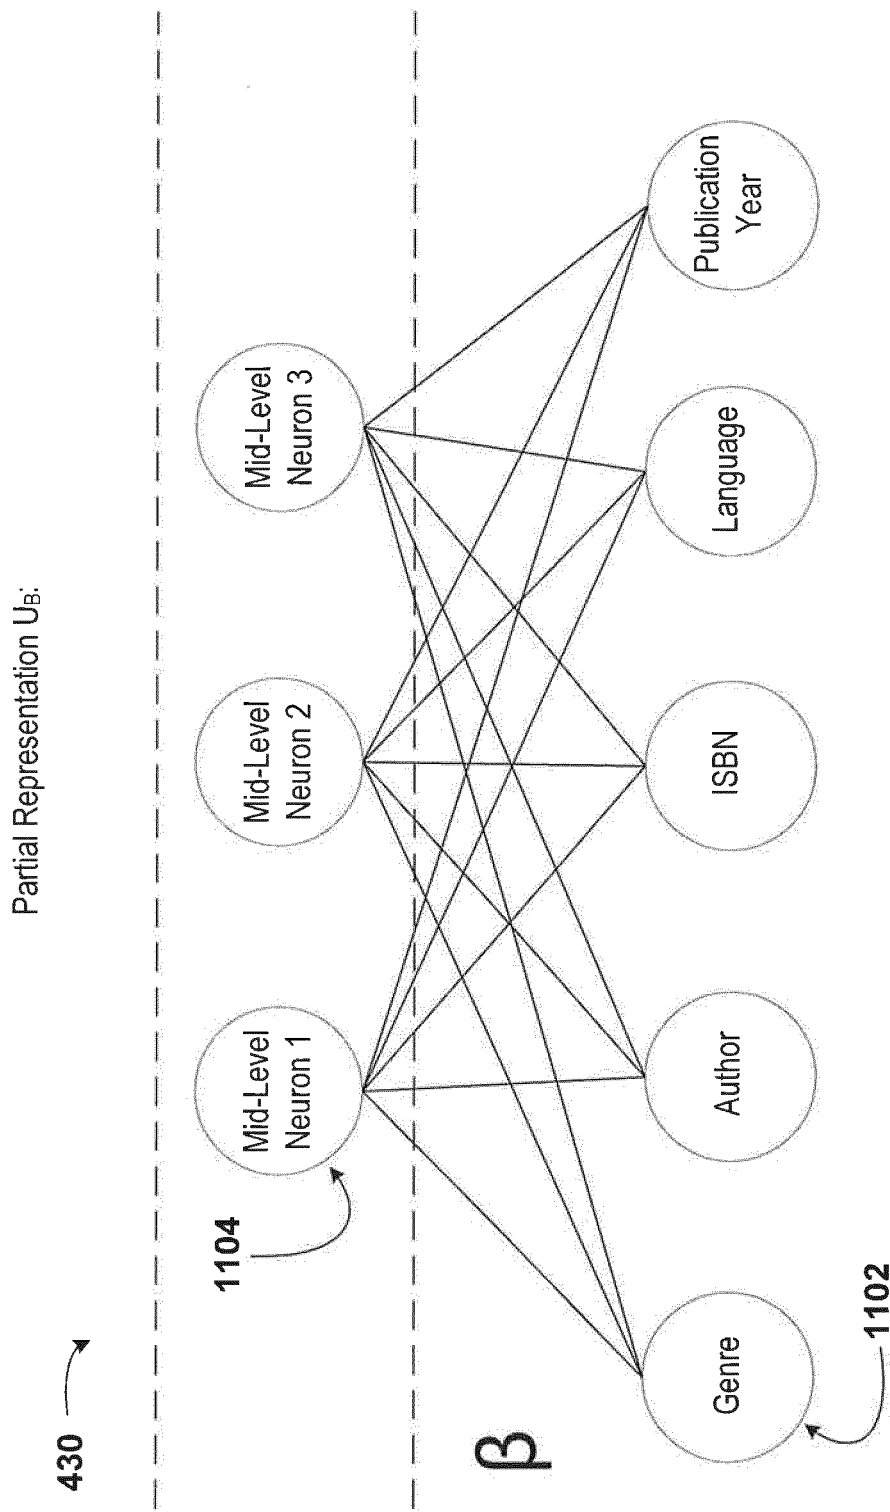 430
Partial Representation U_B:
1104
Mid-Level
Neuron 1
Mid-Level
Neuron 2
Mid-Level
Neuron 3
β
Genre
Author
ISBN
Language
Publication
Year
1102